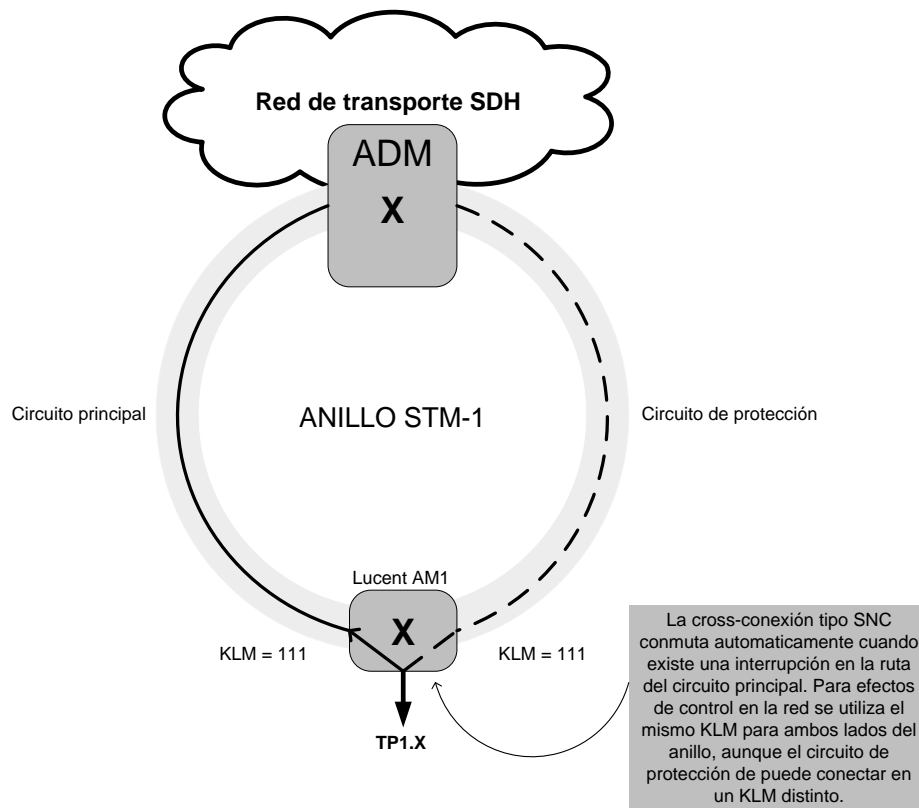 Red de transporte SDH
ADM
X
Circuito principal
ANILLO STM-1
Circuito de protección
Lucent AM1
X
KLM = 111
KLM = 111
TP1.X
La cross-conexión tipo SNC
conmuta automaticamente cuando
existe una interrupción en la ruta
del circuito principal. Para efectos
de control en la red se utiliza el
mismo KLM para ambos lados del
anillo, aunque el circuito de
protección de puede conectar en
un KLM distinto.